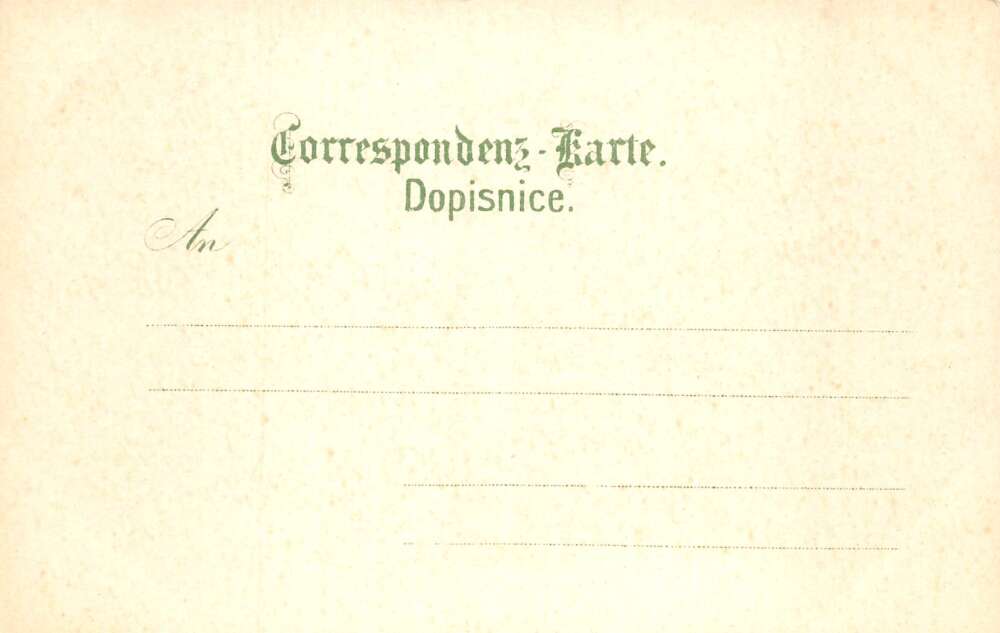 Correspondenz-Karte.
Dopisnice.
An